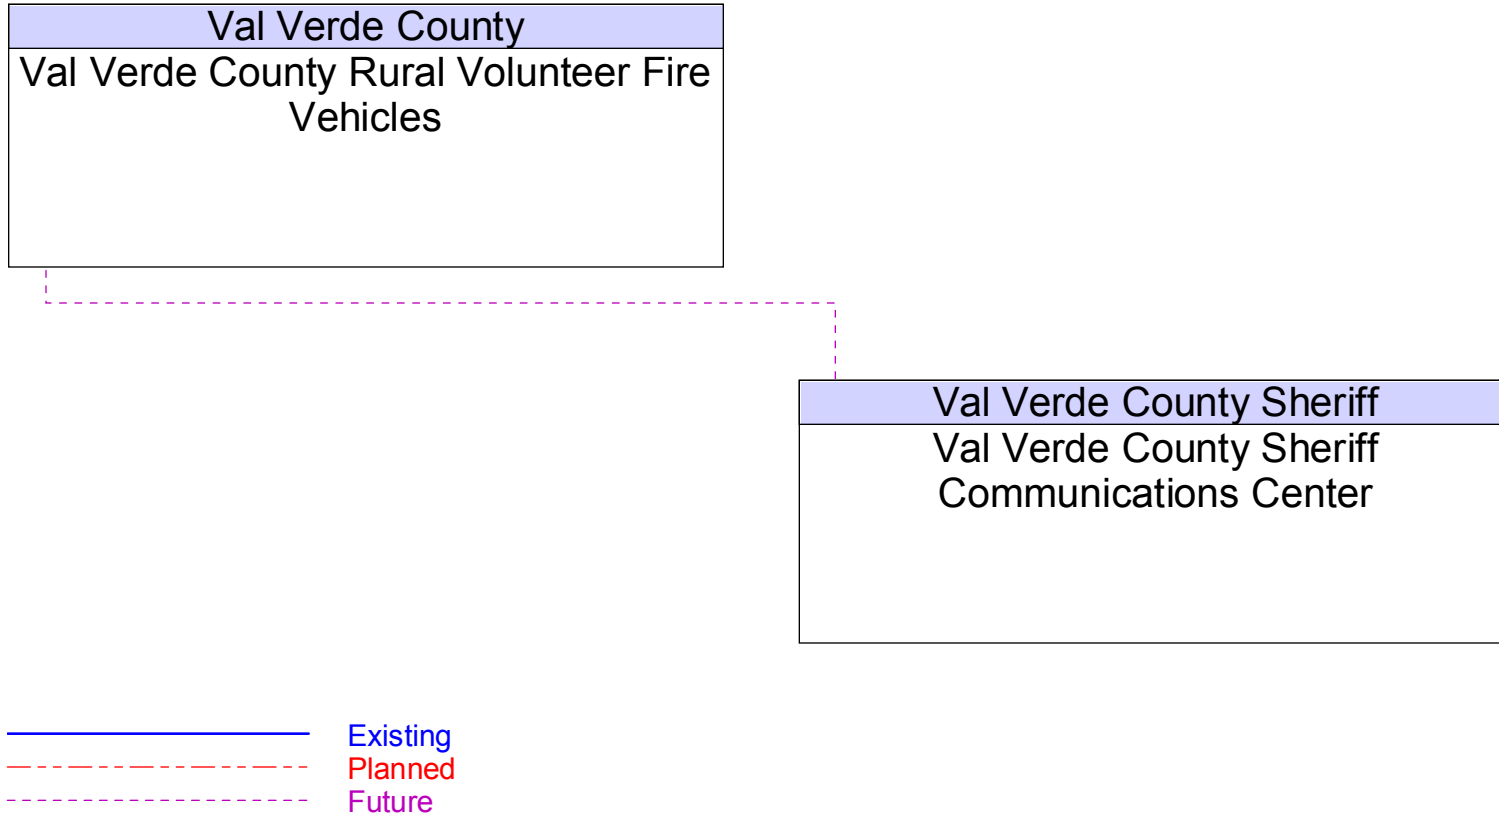 Val Verde County
Val Verde County Rural Volunteer Fire
Vehicles
Val Verde County Sheriff
Val Verde County Sheriff
Communications Center
Existing
Planned
Future